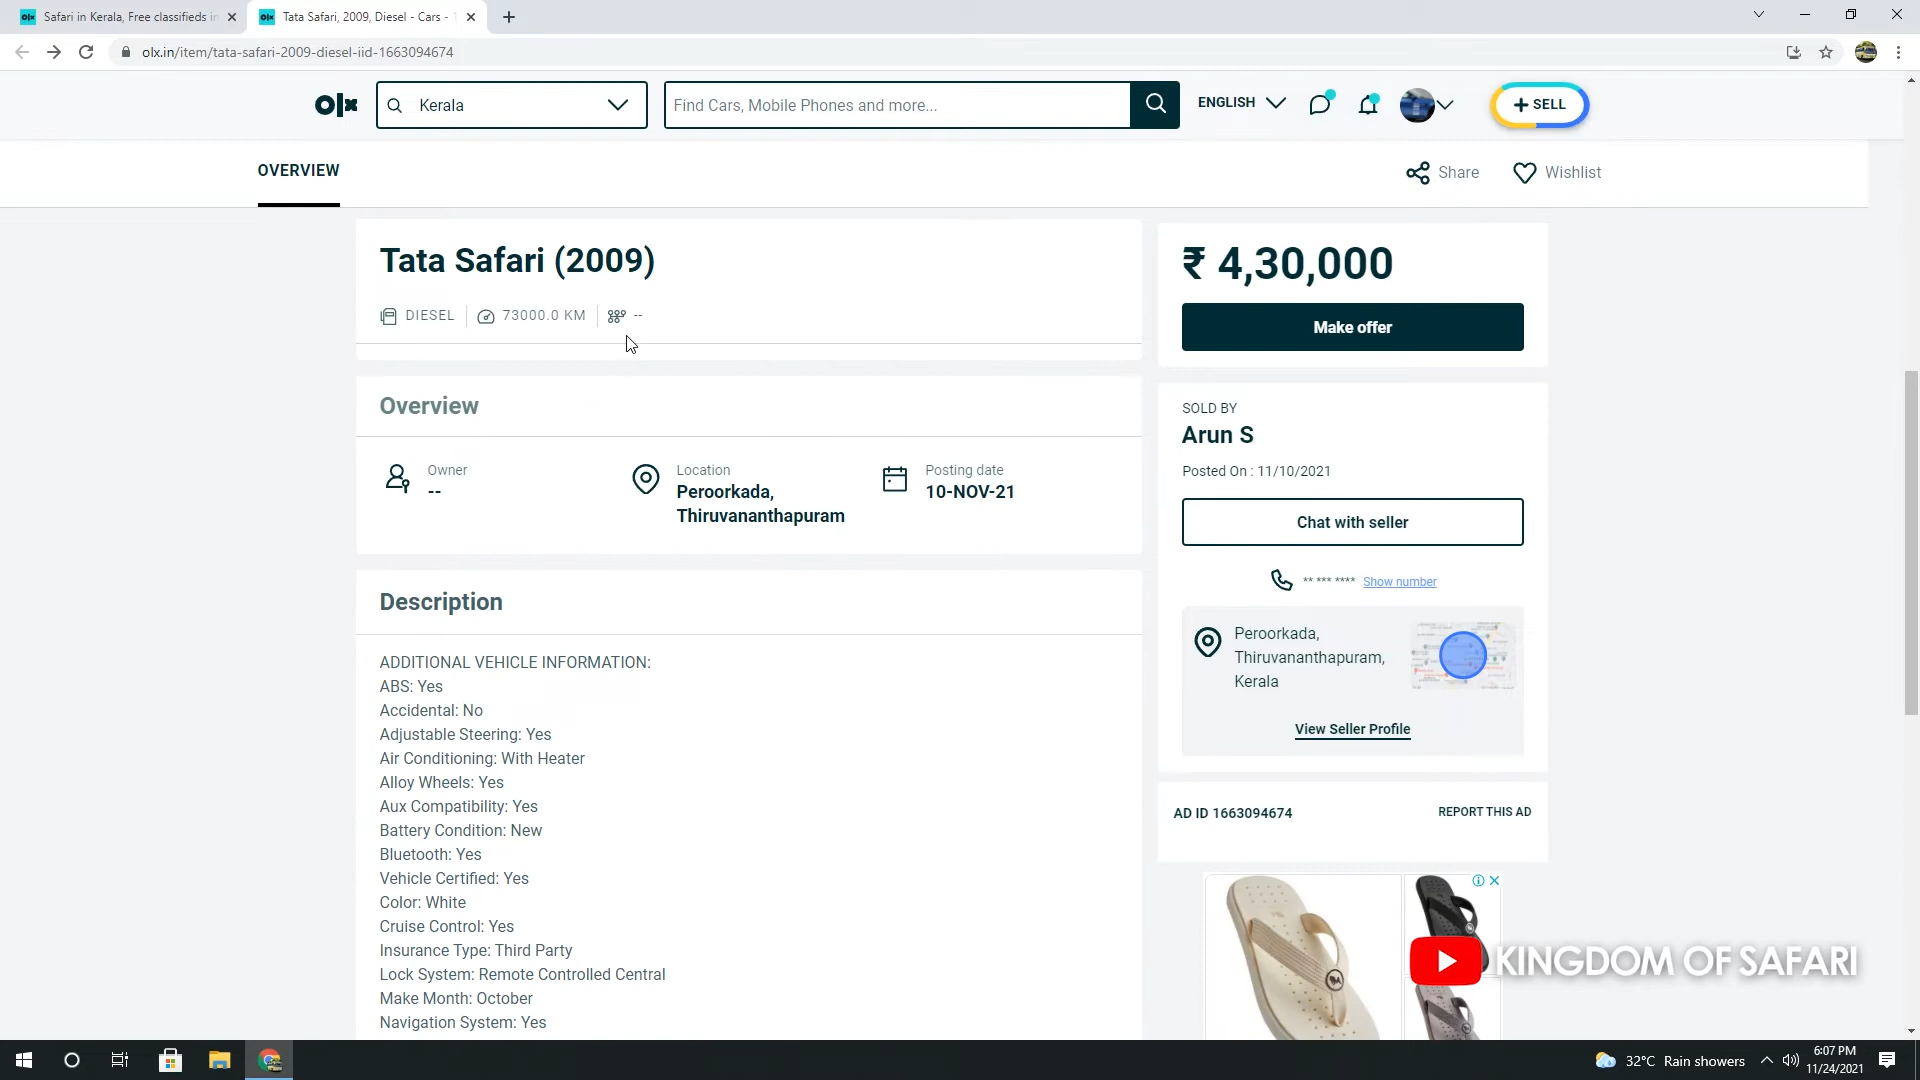 Safari in Kerala, Free classifieds in
Tata Safari, 2009, Diesel - Cars -
olx.in/item/tata-safari-2009-diesel-iid-1663094674
olx
Kerala
Find Cars, Mobile Phones and more...
ENGLISH
SELL
OVERVIEW
Share
Wishlist
Tata Safari (2009)
DIESEL
73000.0 KM
--
₹ 4,30,000
Make offer
Overview
Owner
--
Location
Peroorkada,
Thiruvananthapuram
Posting date
10-NOV-21
SOLD BY
Arun S
Posted On : 11/10/2021
Chat with seller
** *** **** Show number
Peroorkada,
Thiruvananthapuram,
Kerala
View Seller Profile
Description
ADDITIONAL VEHICLE INFORMATION:
ABS: Yes
Accidental: No
Adjustable Steering: Yes
Air Conditioning: With Heater
Alloy Wheels: Yes
Aux Compatibility: Yes
Battery Condition: New
Bluetooth: Yes
Vehicle Certified: Yes
Color: White
Cruise Control: Yes
Insurance Type: Third Party
Lock System: Remote Controlled Central
Make Month: October
Navigation System: Yes
AD ID 1663094674
REPORT THIS AD
KINGDOM OF SAFARI
32°C Rain showers
6:07 PM
11/24/2021